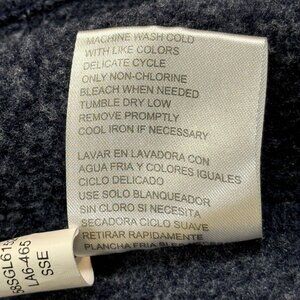 MACHINE WASH COLD
WITH LIKE COLORS
DELICATE CYCLE
ONLY NON-CHLORINE
BLEACH WHEN NEEDED
TUMBLE DRY LOW
REMOVE PROMPTLY
COOL IRON IF NECESSARY
LAVAR EN LAVADORA CON
AGUA FRIA Y COLORES IGUALES
CICLO DELICADO
USE SOLO BLANQUEADOR
SIN CLORO SI NECESITA
SECADORA CICLO SUAVE
RETIRAR RAPIDAMENTE
PLANCHA FRIA
LA6-465
SSE